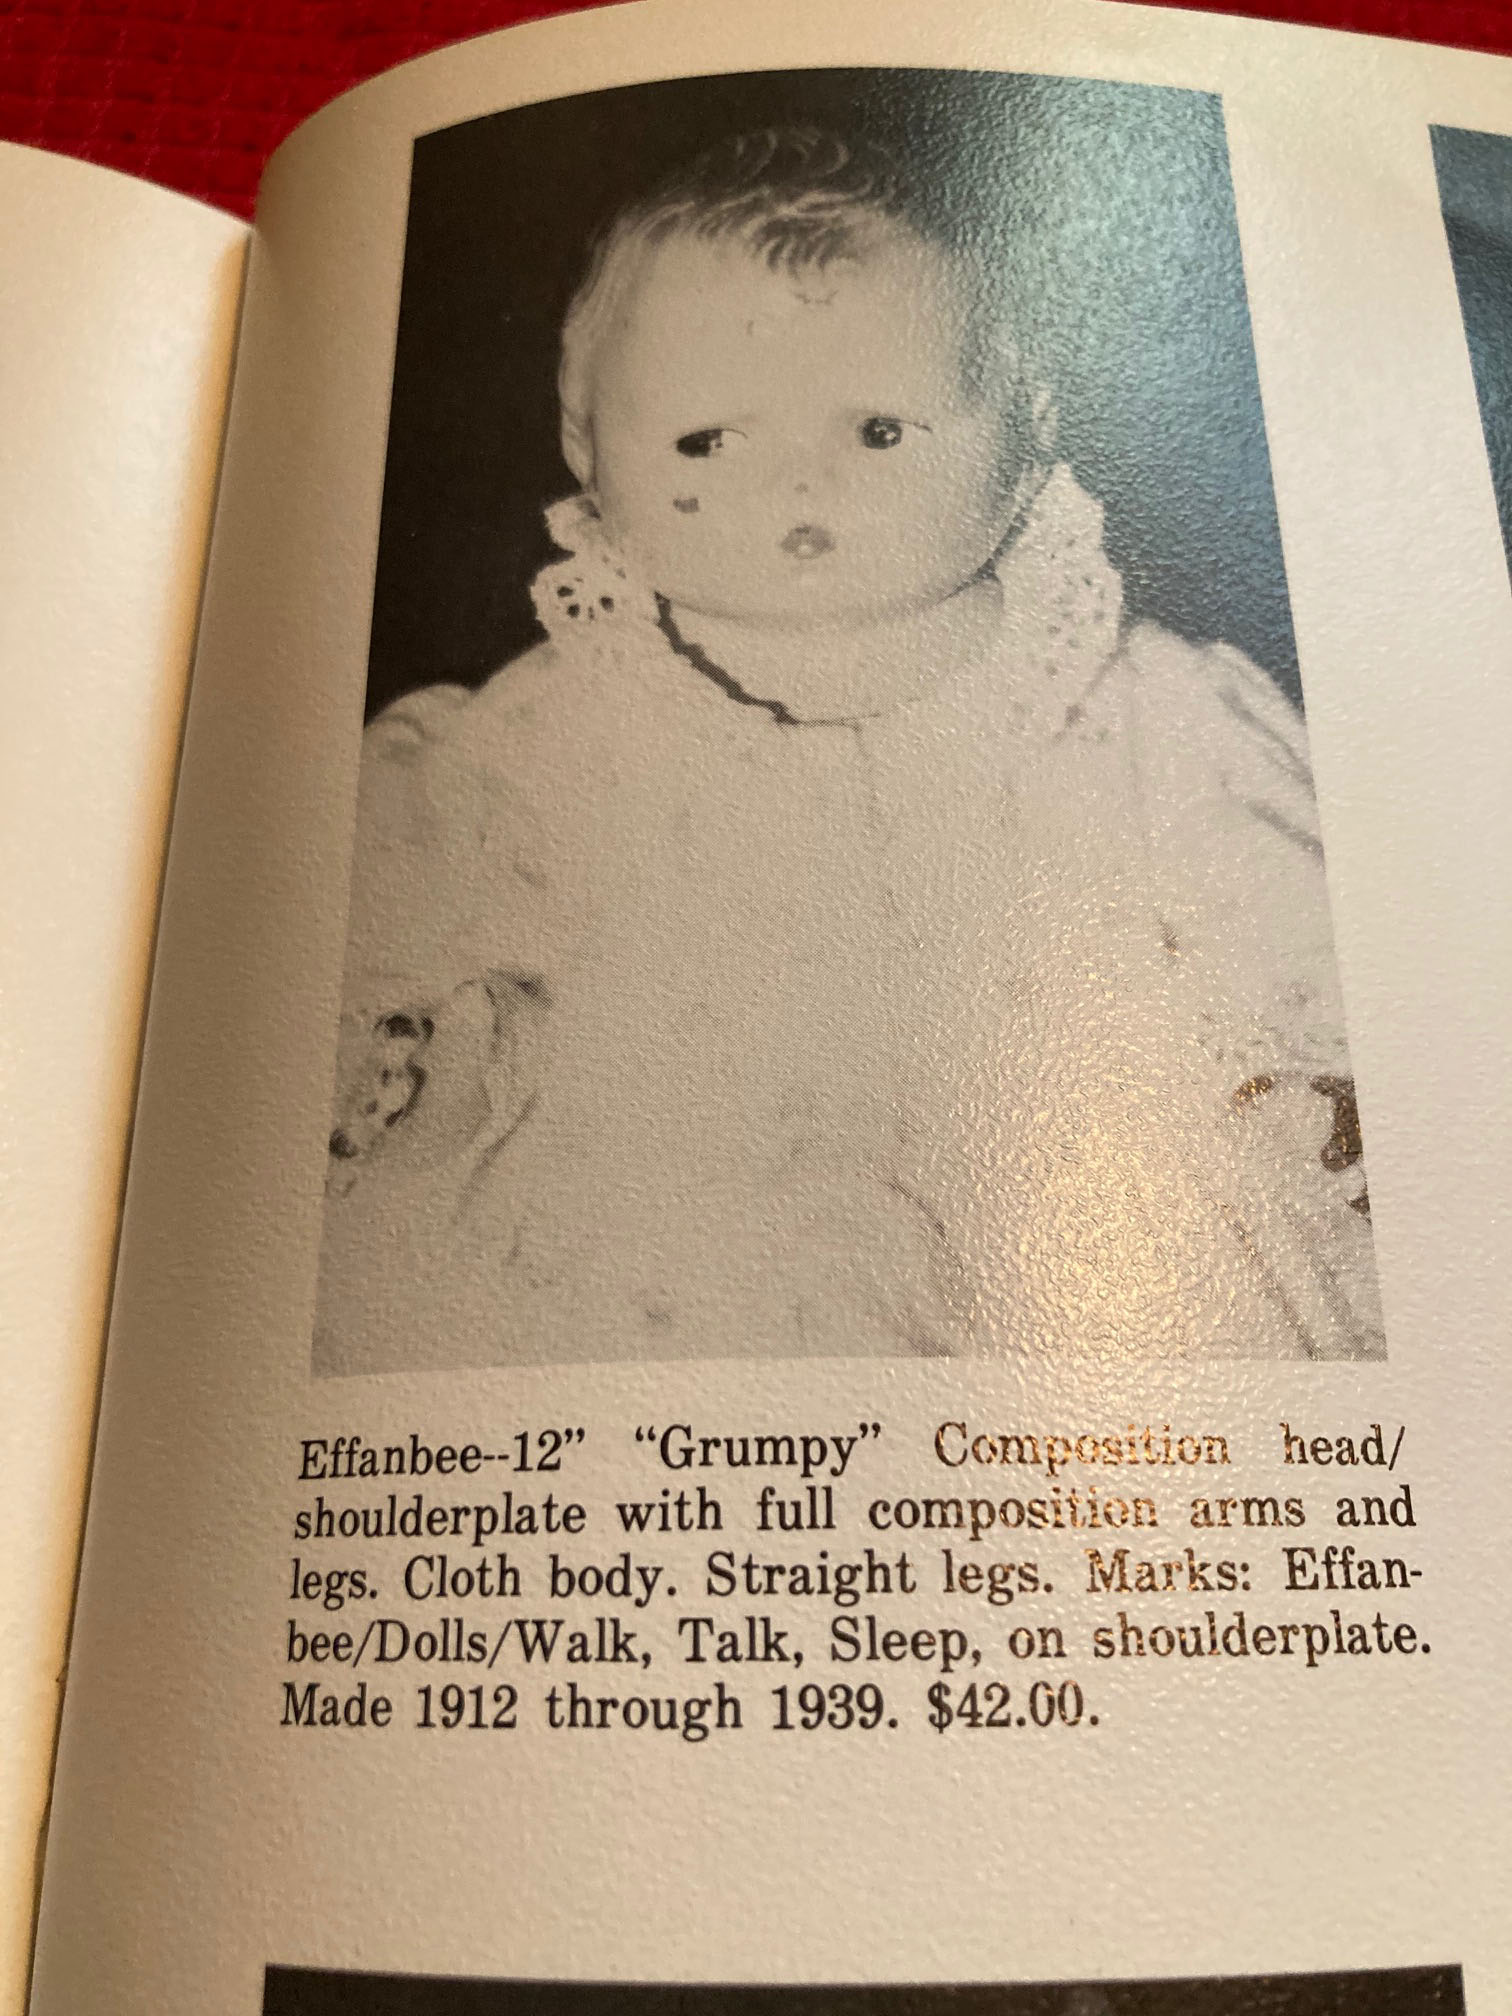 Effanbee--12” “Grumpy” Composition head/
shoulderplate with full composition arms and
legs. Cloth body. Straight legs. Marks: Effan-
bee/Dolls/Walk, Talk, Sleep, on shoulderplate.
Made 1912 through 1939. $42.00.